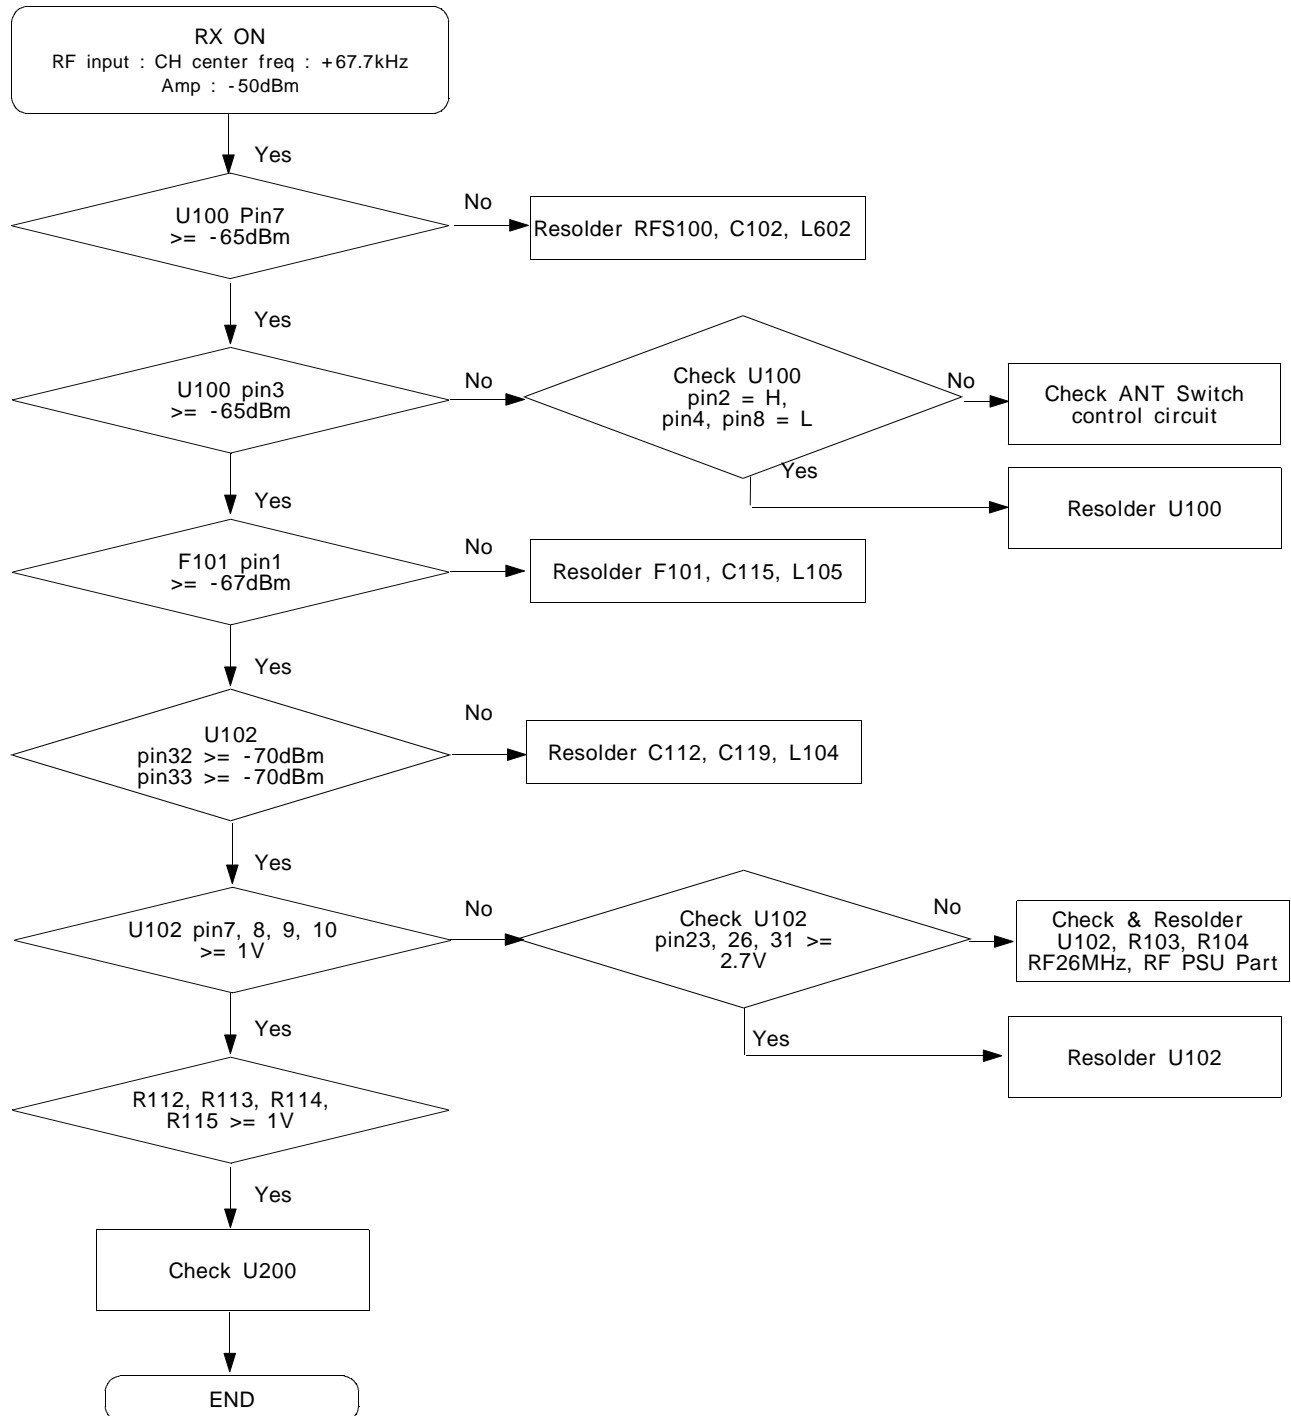 RX ON
RF input : CH center freq : +67.7kHz
Amp : -50dBm
Yes
U100 Pin7
>= -65dBm
No
Resolder RFS100, C102, L602
Yes
U100 pin3
>= -65dBm
No
Check U100
pin2 = H,
pin4, pin8 = L
No
Check ANT Switch
control circuit
Yes
Resolder U100
Yes
F101 pin1
>= -67dBm
No
Resolder F101, C115, L105
Yes
U102
pin32 >= -70dBm
pin33 >= -70dBm
No
Resolder C112, C119, L104
Yes
U102 pin7, 8, 9, 10
>= 1V
No
Check U102
pin23, 26, 31 >=
2.7V
No
Check & Resolder
U102, R103, R104
RF26MHz, RF PSU Part
Yes
Resolder U102
Yes
R112, R113, R114,
R115 >= 1V
Yes
Check U200
END